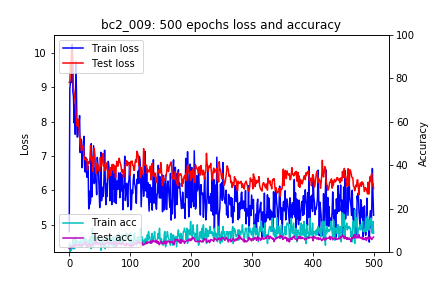 bc2_009: 500 epochs loss and accuracy
Train loss
Test loss
Train acc
Test acc
Loss
Accuracy
10
9
8
7
6
5
100
80
60
40
20
0
0 100 200 300 400 500